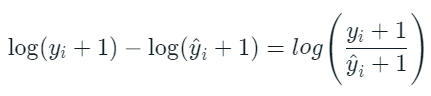 log(yᵢ + 1) − log(ŷᵢ + 1) = log((yᵢ + 1)/(ŷᵢ + 1))